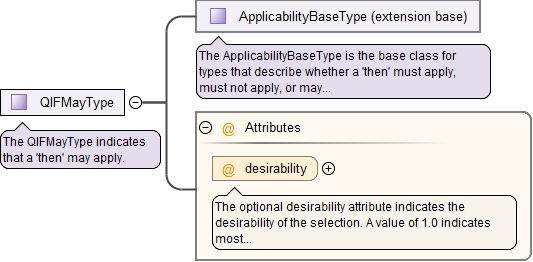 ApplicabilityBaseType (extension base)
The ApplicabilityBaseType is the base class for
types that describe whether a 'then' must apply,
must not apply, or may...
QIFMayType
The QIFMayType indicates
that a 'then' may apply.
@ Attributes
@ desirability
The optional desirability attribute indicates the
desirability of the selection. A value of 1.0 indicates
most...